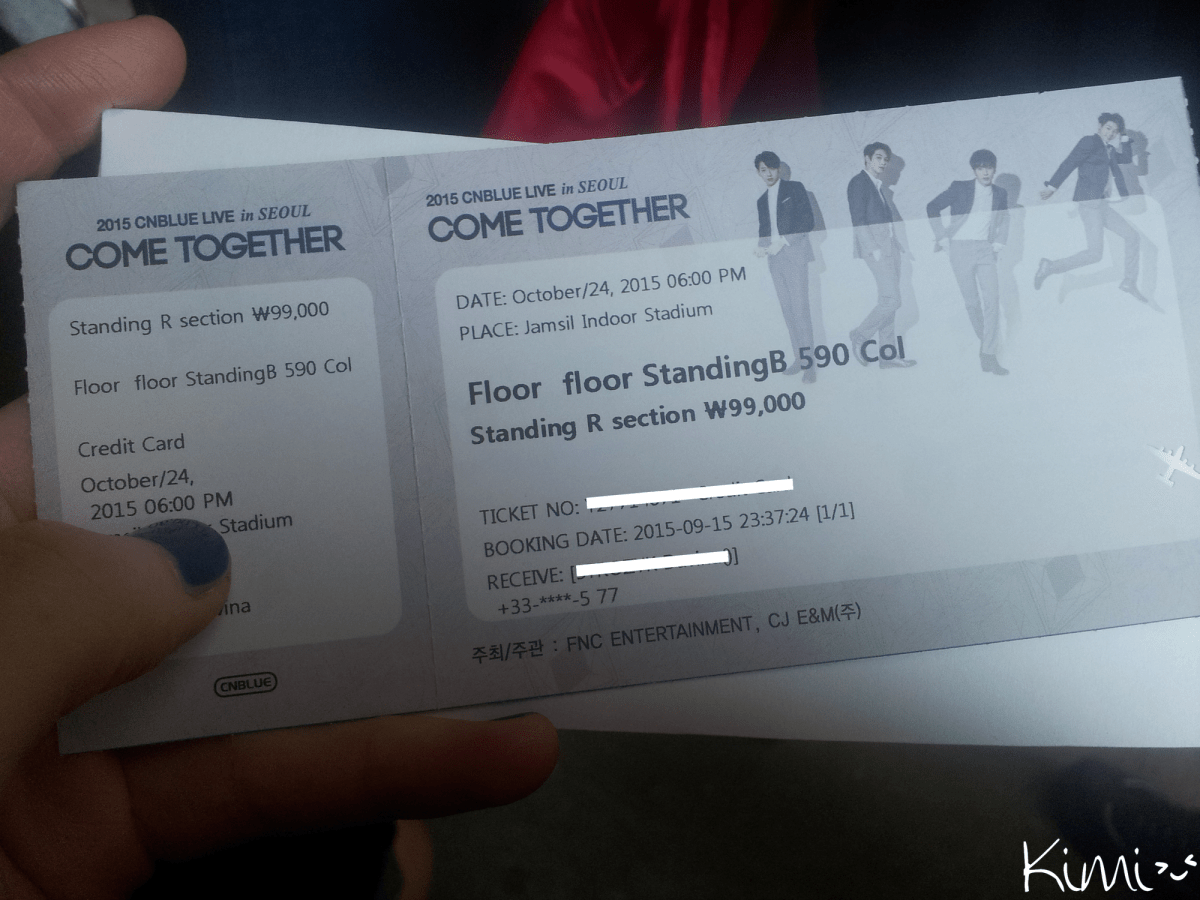 2015 CNBLUE LIVE in SEOUL
COME TOGETHER
Standing R section ₩99,000
Floor floor StandingB 590 Col
Credit Card
October/24,
2015 06:00 PM
Stadium
CNBLUE
2015 CNBLUE LIVE in SEOUL
COME TOGETHER
DATE: October/24, 2015 06:00 PM
PLACE: Jamsil Indoor Stadium
Floor floor StandingB 590 Col
Standing R section ₩99,000
TICKET NO:
BOOKING DATE: 2015-09-15 23:37:24 [1/1]
RECEIVE: [ )]
+33-****-5 77
주최/주관 : FNC ENTERTAINMENT, CJ E&M(주)
Kimi